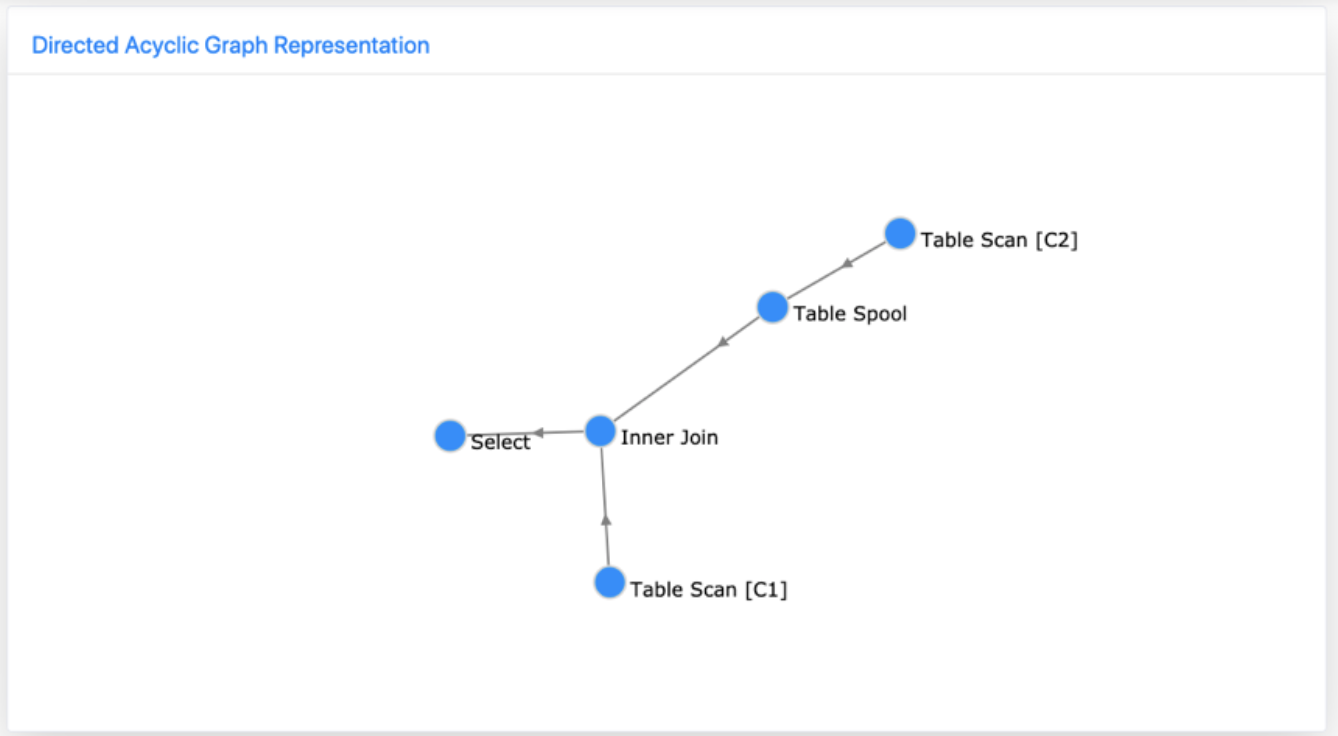 Directed Acyclic Graph Representation
Table Scan [C2]
Table Spool
Inner Join
Select
Table Scan [C1]